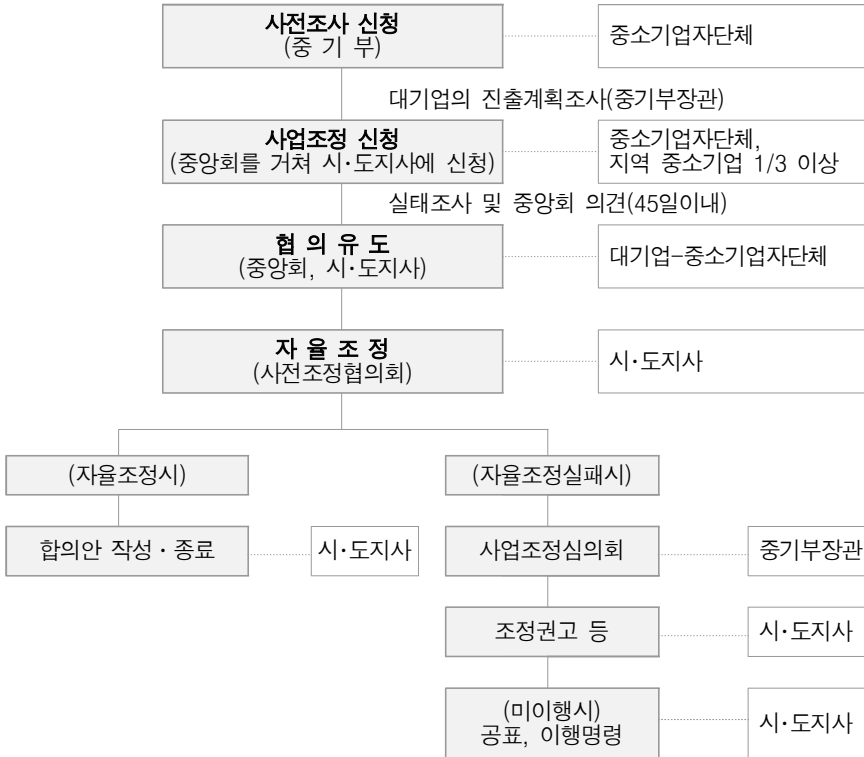 사전조사 신청
(중 기 부)
중소기업자단체
대기업의 진출계획조사(중기부장관)
사업조정 신청
(중앙회를 거쳐 시·도지사에 신청)
중소기업자단체,
지역 중소기업 1/3 이상
실태조사 및 중앙회 의견(45일이내)
협 의 유 도
(중앙회, 시·도지사)
대기업-중소기업자단체
자 율 조 정
(사전조정협의회)
시·도지사
(자율조정시)
(자율조정실패시)
합의안 작성·종료
시·도지사
사업조정심의회
중기부장관
조정권고 등
시·도지사
(미이행시)
공표, 이행명령
시·도지사